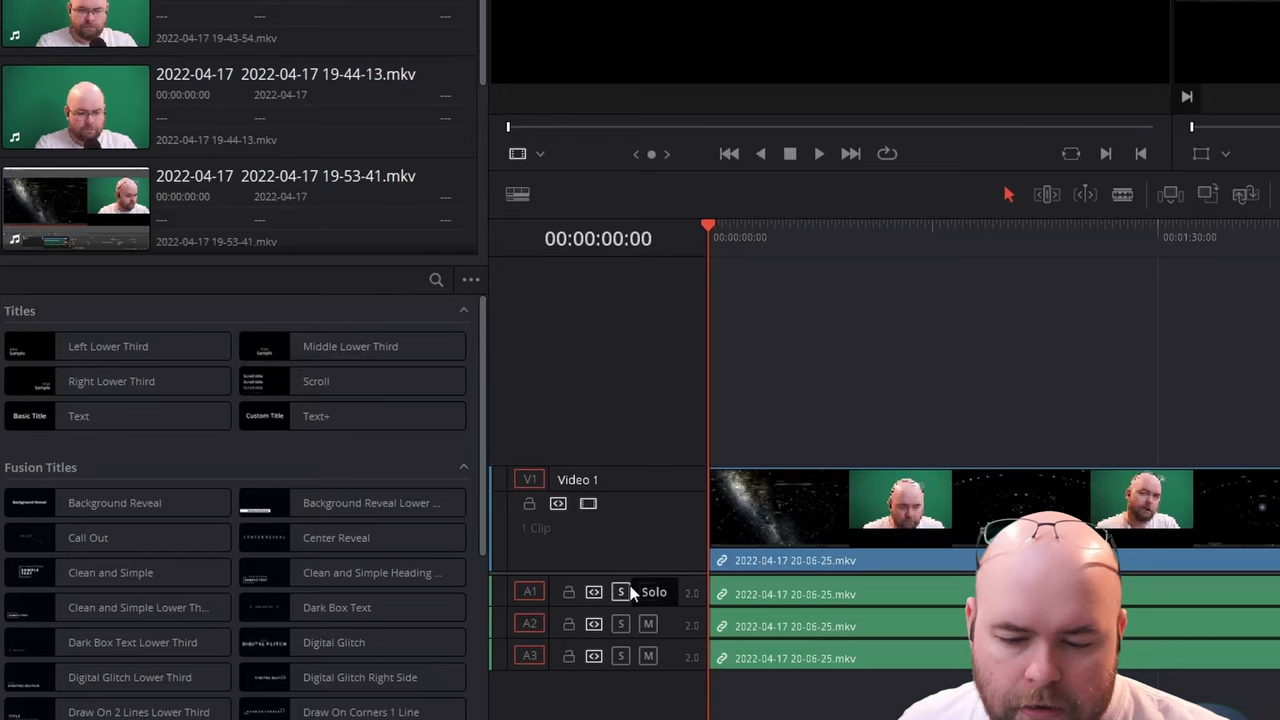 ---
---
2022-04-17 19-43-54.mkv
2022-04-17 2022-04-17 19-44-13.mkv
00:00:00:00 2022-04-17 ---
--- --- ---
2022-04-17 19-44-13.mkv
2022-04-17 2022-04-17 19-53-41.mkv
00:00:00:00 2022-04-17 ---
--- --- ---
2022-04-17 19-53-41.mkv
Titles
Left Lower Third
Middle Lower Third
Right Lower Third
Scroll
Basic Title Text
Custom Title Text+
Fusion Titles
Background Reveal
Background Reveal Lower ...
Call Out
CENTER REVEAL Center Reveal
Clean and Simple
Clean and Simple Heading ...
Clean and Simple Lower Th...
Dark Box Text
Dark Box Text Lower Third
DIGITAL GLITCH Digital Glitch
Digital Glitch Lower Third
Digital Glitch Right Side
Draw On 2 Lines Lower Third
Draw On Corners 1 Line
00:00:00:00
00:00:00:00
00:01:30:00
V1 Video 1
1 Clip
2022-04-17 20-06-25.mkv
A1 S Solo 2.0
2022-04-17 20-06-25.mkv
A2 S M 2.0
2022-04-17 20-06-25.mkv
A3 S M 2.0
2022-04-17 20-06-25.mkv